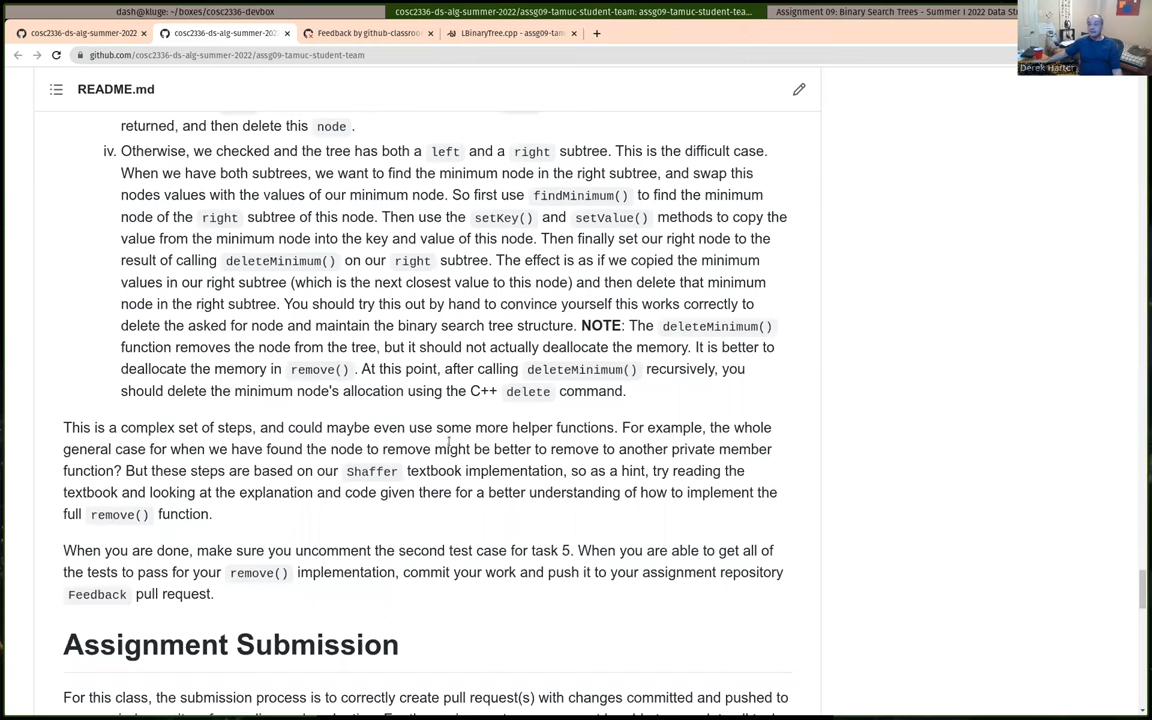 dash@kluge: ~/boxes/cosc2336-devbox
cosc2336-ds-alg-summer-2022/assg09-tamuc-student-team: assg09-tamuc-student-tea...
Assignment 09: Binary Search Trees - Summer I 2022 Data St
cosc2336-ds-alg-summer-2022
cosc2336-ds-alg-summer-202
Feedback by github-classroo
LBinaryTree.cpp - assg09-tam
github.com/cosc2336-ds-alg-summer-2022/assg09-tamuc-student-team
Derek Harter
README.md
returned, and then delete this node .
iv. Otherwise, we checked and the tree has both a left and a right subtree. This is the difficult case.
When we have both subtrees, we want to find the minimum node in the right subtree, and swap this
nodes values with the values of our minimum node. So first use findMinimum() to find the minimum
node of the right subtree of this node. Then use the setKey() and setValue() methods to copy the
value from the minimum node into the key and value of this node. Then finally set our right node to the
result of calling deleteMinimum() on our right subtree. The effect is as if we copied the minimum
values in our right subtree (which is the next closest value to this node) and then delete that minimum
node in the right subtree. You should try this out by hand to convince yourself this works correctly to
delete the asked for node and maintain the binary search tree structure. NOTE: The deleteMinimum()
function removes the node from the tree, but it should not actually deallocate the memory. It is better to
deallocate the memory in remove() . At this point, after calling deleteMinimum() recursively, you
should delete the minimum node's allocation using the C++ delete command.
This is a complex set of steps, and could maybe even use some more helper functions. For example, the whole
general case for when we have found the node to remove might be better to remove to another private member
function? But these steps are based on our Shaffer textbook implementation, so as a hint, try reading the
textbook and looking at the explanation and code given there for a better understanding of how to implement the
full remove() function.
When you are done, make sure you uncomment the second test case for task 5. When you are able to get all of
the tests to pass for your remove() implementation, commit your work and push it to your assignment repository
Feedback pull request.
Assignment Submission
For this class, the submission process is to correctly create pull request(s) with changes committed and pushed to